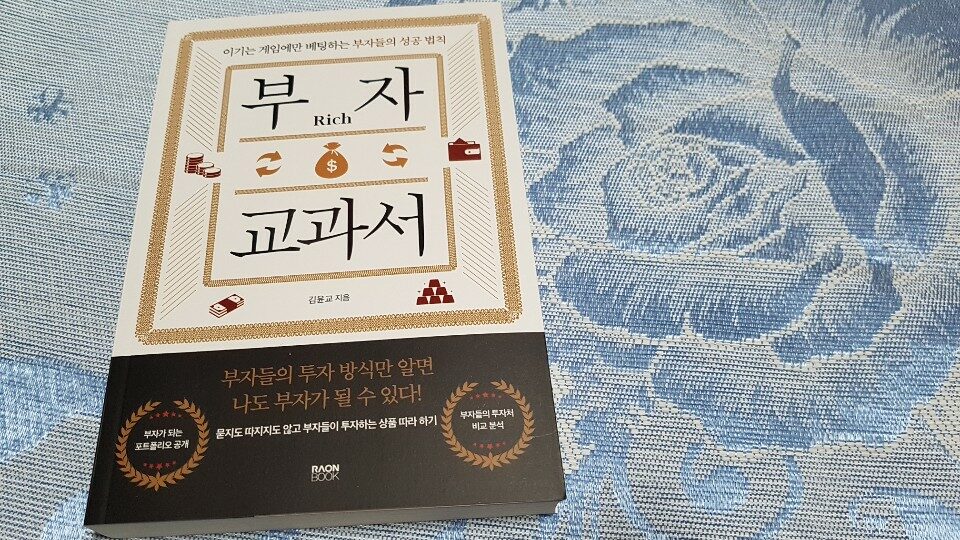 이기는 게임에만 베팅하는 부자들의 성공 법칙
부자
Rich
$
교과서
김윤교 지음
부자들의 투자 방식만 알면
나도 부자가 될 수 있다!
묻지도 따지지도 않고 부자들이 투자하는 상품 따라 하기
부자가 되는
포트폴리오 공개
부자들의 투자처
비교 분석
RAON
BOOK